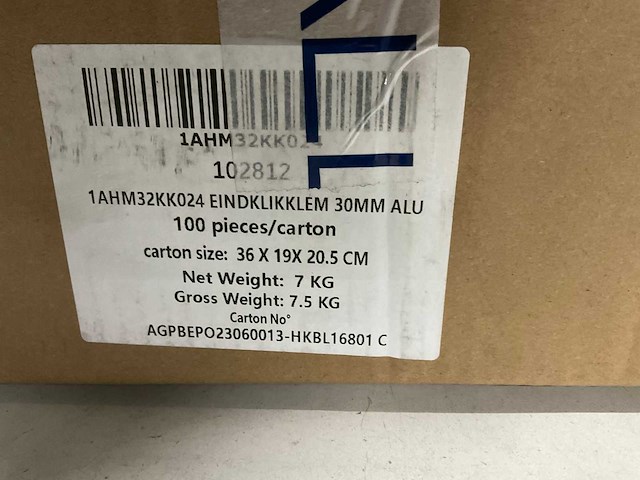 ALL
1AHM32KK024
102812
1AHM32KK024 EINDKLIKKLEM 30MM ALU
100 pieces/carton
carton size: 36 X 19X 20.5 CM
Net Weight: 7 KG
Gross Weight: 7.5 KG
Carton No°
AGPBEPO23060013-HKBL16801 C